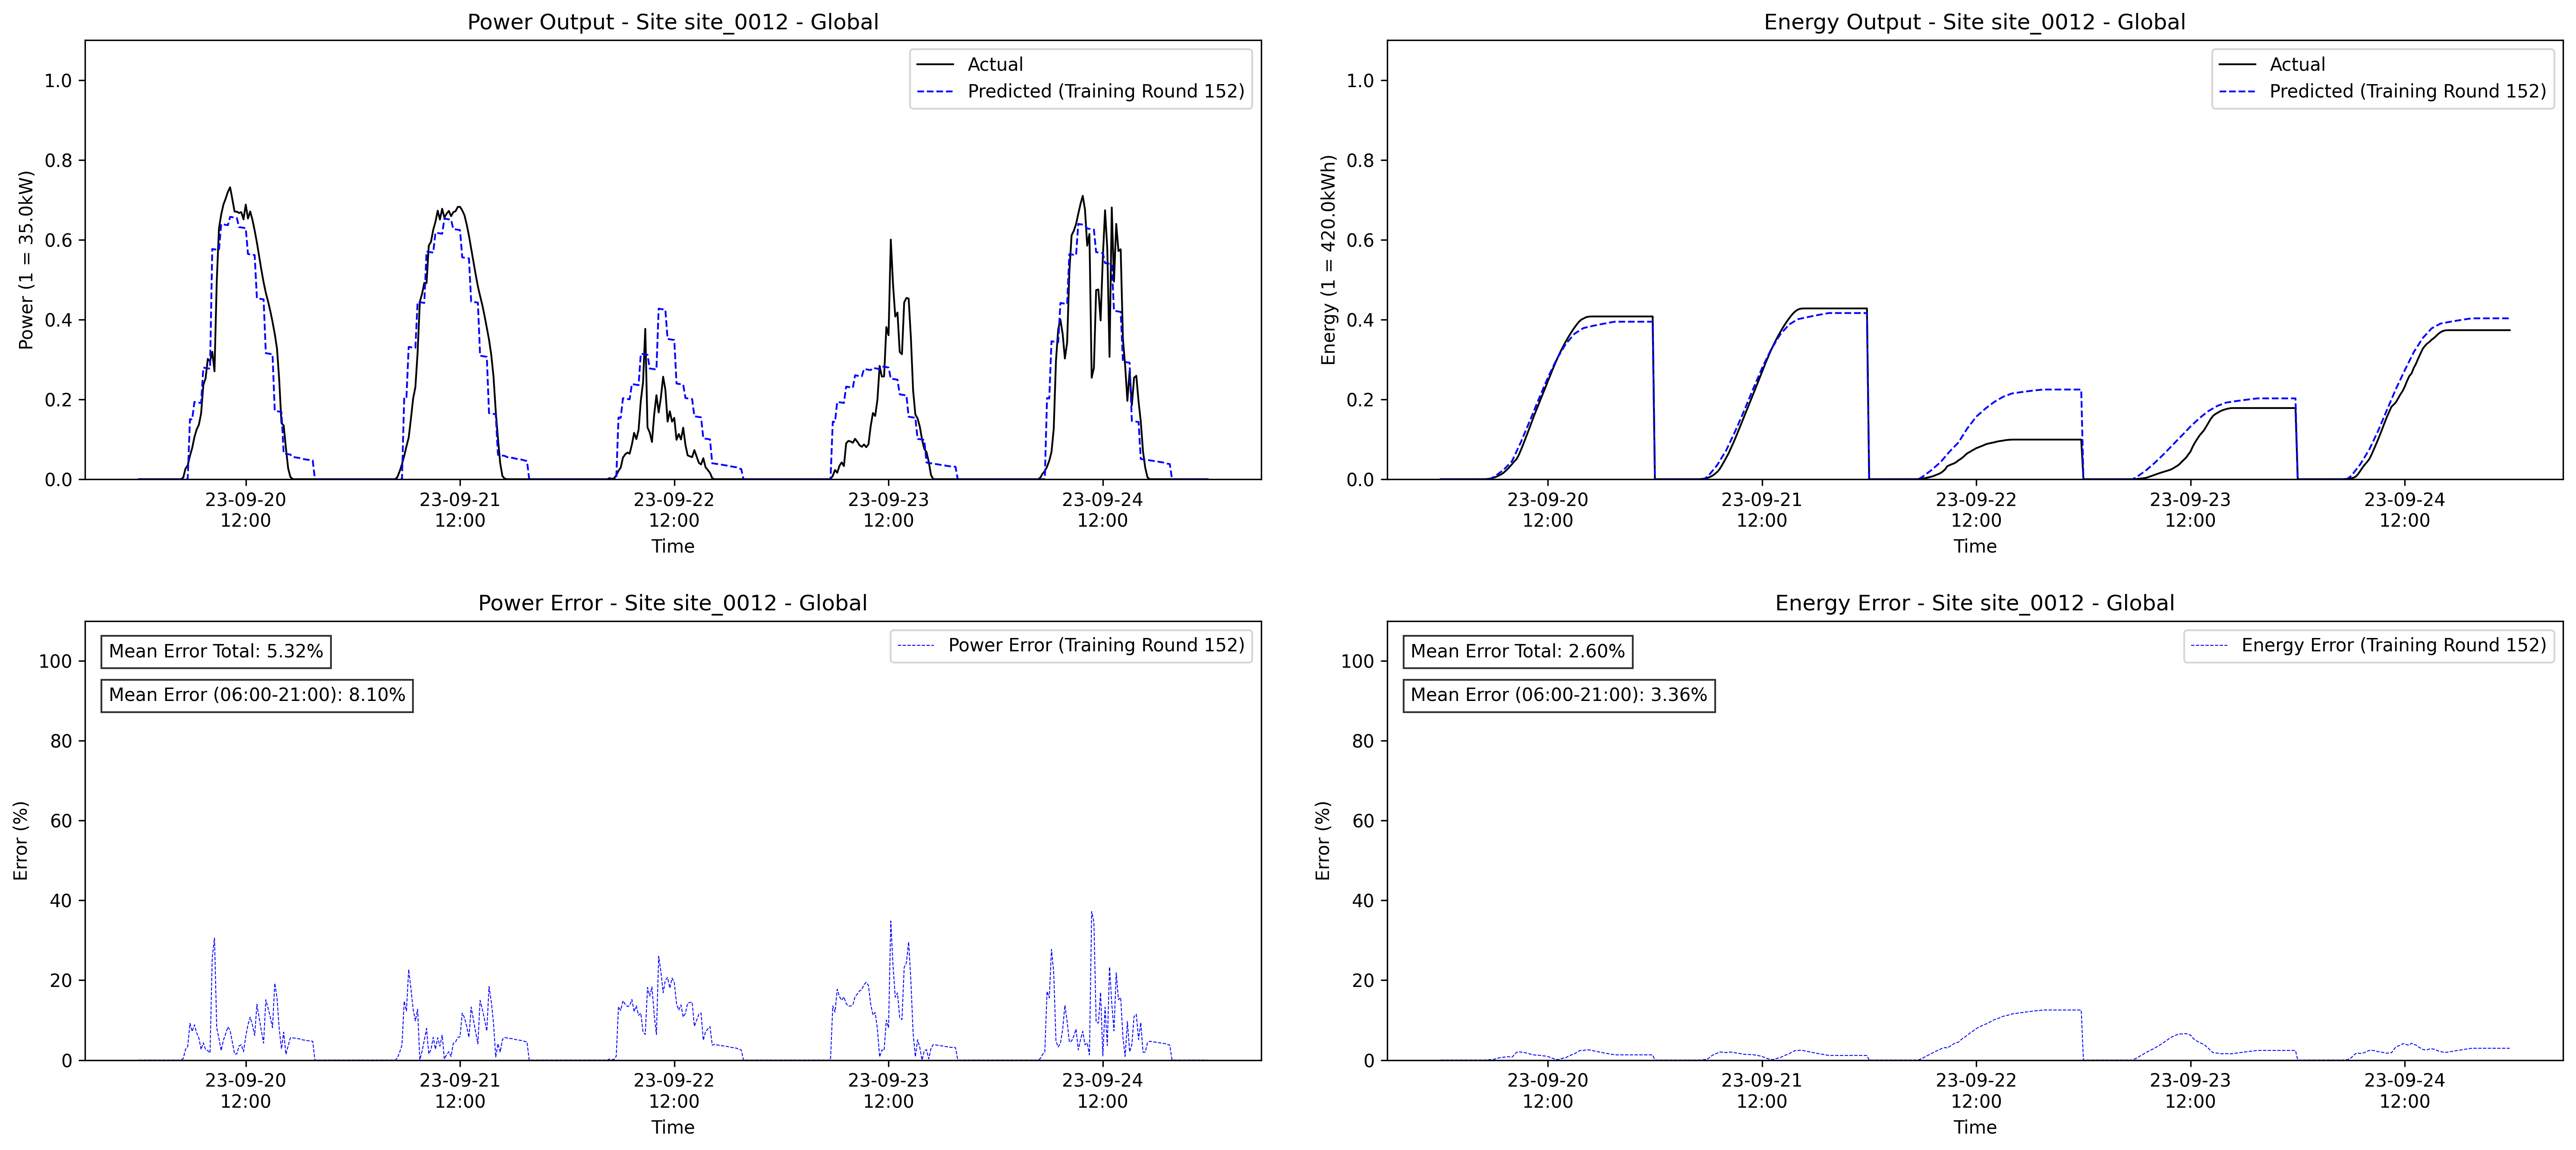 Power Output - Site site_0012 - Global
Power (1 = 35.0kW)
1.0
0.8
0.6
0.4
0.2
0.0
Actual
Predicted (Training Round 152)
23-09-20
12:00
23-09-21
12:00
23-09-22
12:00
23-09-23
12:00
23-09-24
12:00
Time
Energy Output - Site site_0012 - Global
Energy (1 = 420.0kWh)
1.0
0.8
0.6
0.4
0.2
0.0
Actual
Predicted (Training Round 152)
23-09-20
12:00
23-09-21
12:00
23-09-22
12:00
23-09-23
12:00
23-09-24
12:00
Time
Power Error - Site site_0012 - Global
Error (%)
100
80
60
40
20
0
Mean Error Total: 5.32%
Mean Error (06:00-21:00): 8.10%
Power Error (Training Round 152)
23-09-20
12:00
23-09-21
12:00
23-09-22
12:00
23-09-23
12:00
23-09-24
12:00
Time
Energy Error - Site site_0012 - Global
Error (%)
100
80
60
40
20
0
Mean Error Total: 2.60%
Mean Error (06:00-21:00): 3.36%
Energy Error (Training Round 152)
23-09-20
12:00
23-09-21
12:00
23-09-22
12:00
23-09-23
12:00
23-09-24
12:00
Time